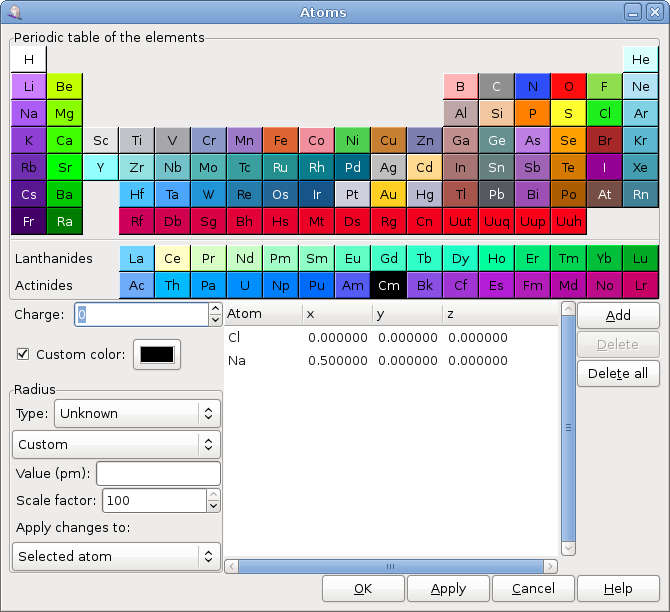 Atoms
Periodic table of the elements
H He
Li Be B C N O F Ne
Na Mg Al Si P S Cl Ar
K Ca Sc Ti V Cr Mn Fe Co Ni Cu Zn Ga Ge As Se Br Kr
Rb Sr Y Zr Nb Mo Tc Ru Rh Pd Ag Cd In Sn Sb Te I Xe
Cs Ba Hf Ta W Re Os Ir Pt Au Hg Tl Pb Bi Po At Rn
Fr Ra Rf Db Sg Bh Hs Mt Ds Rg Cn Uut Uuq Uup Uuh
Lanthanides La Ce Pr Nd Pm Sm Eu Gd Tb Dy Ho Er Tm Yb Lu
Actinides Ac Th Pa U Np Pu Am Cm Bk Cf Es Fm Md No Lr
Charge: 0
Custom color:
Radius
Type: Unknown
Custom
Value (pm):
Scale factor: 100
Apply changes to:
Selected atom
Atom x y z
Cl 0.000000 0.000000 0.000000
Na 0.500000 0.000000 0.000000
Add
Delete
Delete all
OK Apply Cancel Help